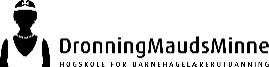 DronningMaudsMinne
HØGSKOLE FOR BARNEHAGELÆRERUTDANNING